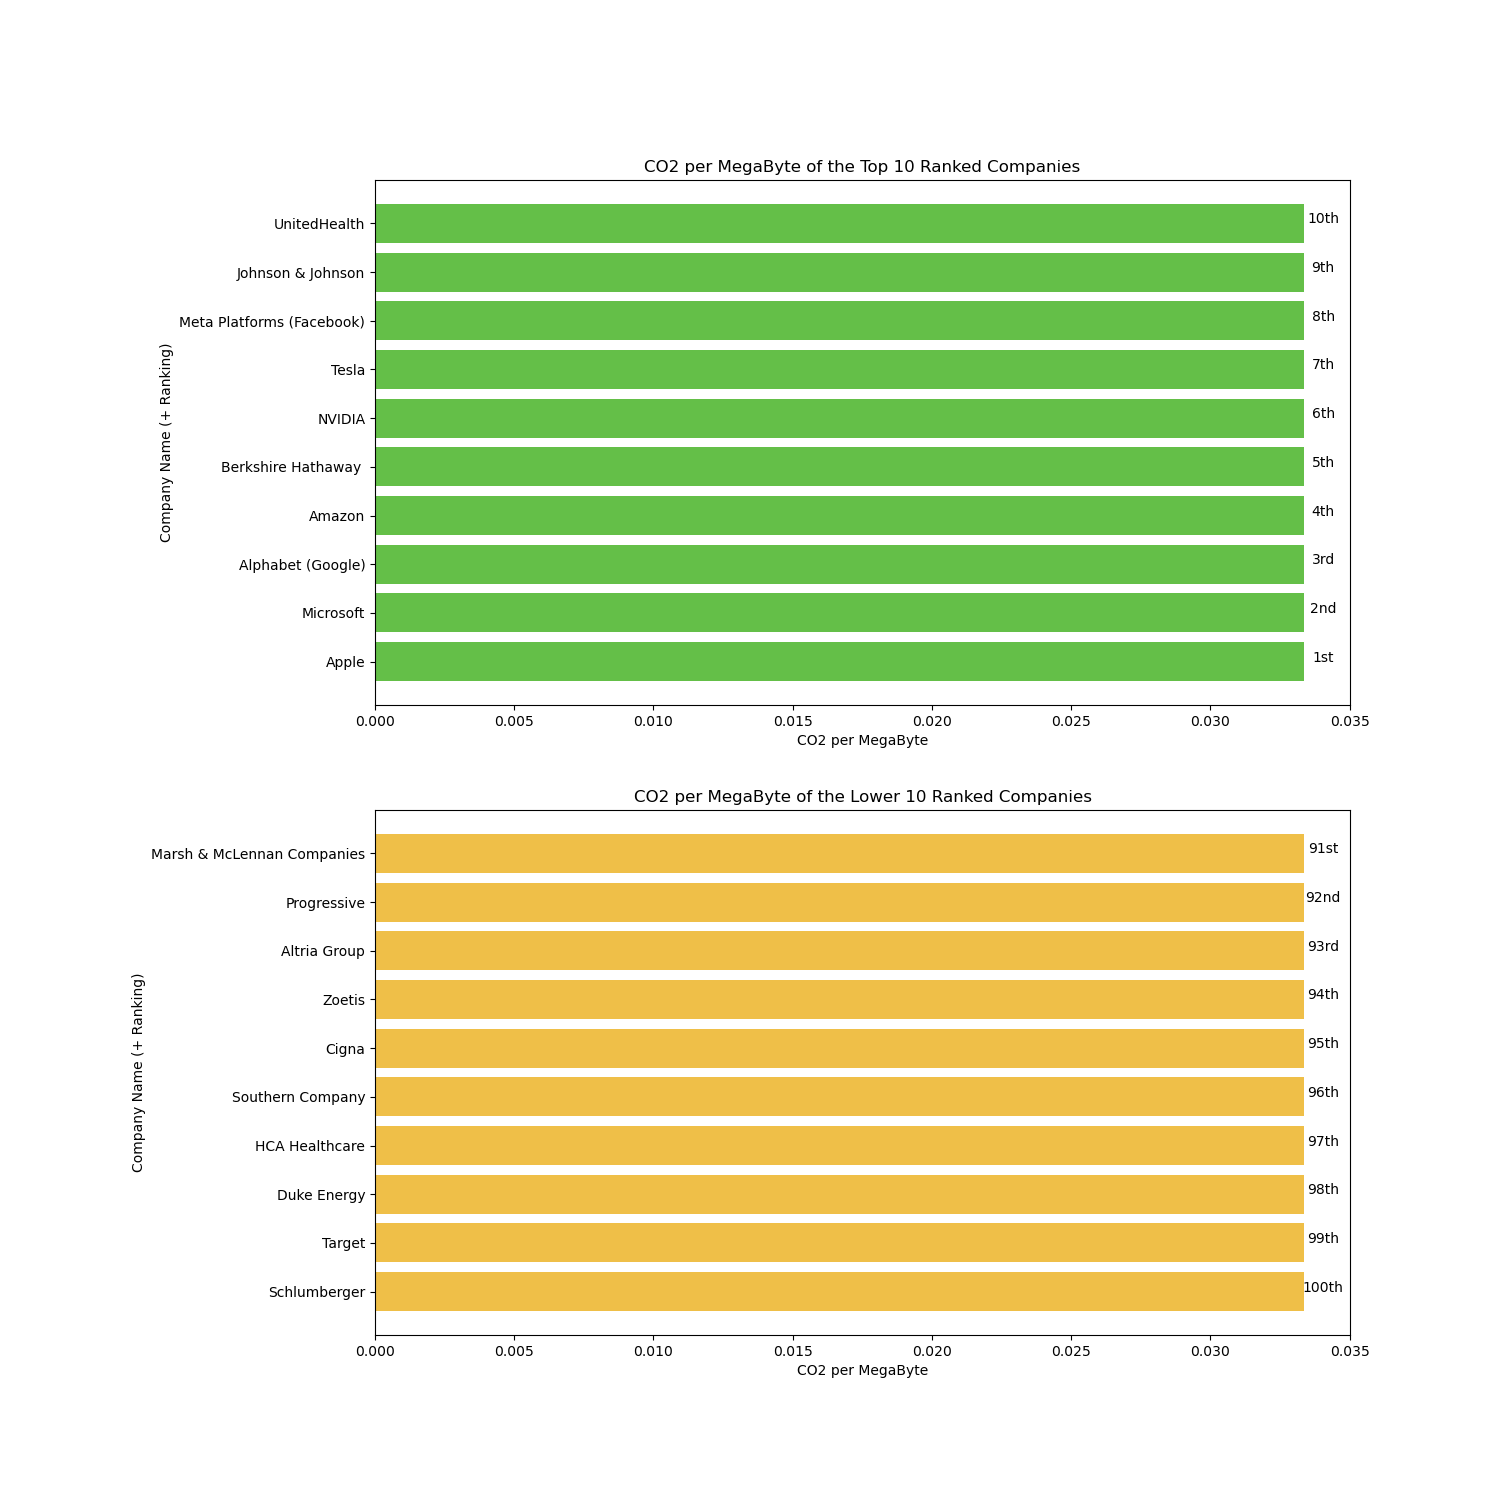 CO2 per MegaByte of the Top 10 Ranked Companies
Company Name (+ Ranking)
UnitedHealth 10th
Johnson & Johnson 9th
Meta Platforms (Facebook) 8th
Tesla 7th
NVIDIA 6th
Berkshire Hathaway 5th
Amazon 4th
Alphabet (Google) 3rd
Microsoft 2nd
Apple 1st
0.000 0.005 0.010 0.015 0.020 0.025 0.030 0.035
CO2 per MegaByte
CO2 per MegaByte of the Lower 10 Ranked Companies
Company Name (+ Ranking)
Marsh & McLennan Companies 91st
Progressive 92nd
Altria Group 93rd
Zoetis 94th
Cigna 95th
Southern Company 96th
HCA Healthcare 97th
Duke Energy 98th
Target 99th
Schlumberger 100th
0.000 0.005 0.010 0.015 0.020 0.025 0.030 0.035
CO2 per MegaByte